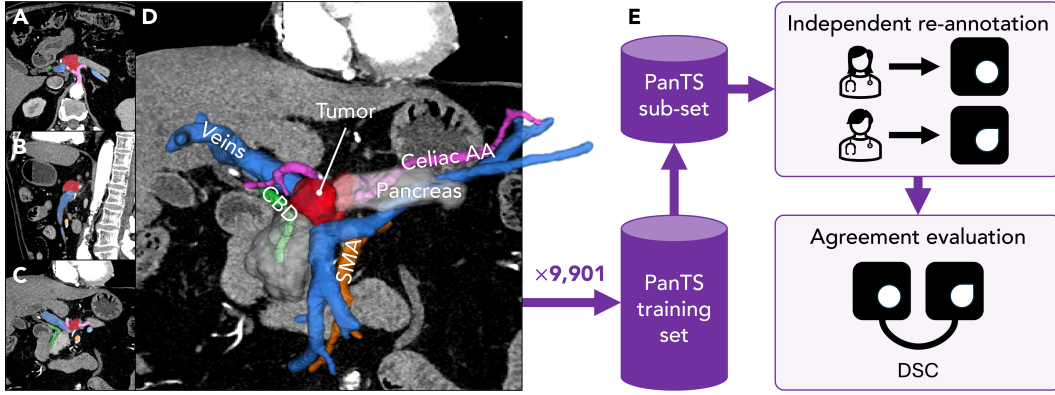 A
B
C
D
Tumor
Veins
Celiac AA
Pancreas
CBD
SMA
×9,901
E
PanTS
sub-set
PanTS
training
set
Independent re-annotation
Agreement evaluation
DSC